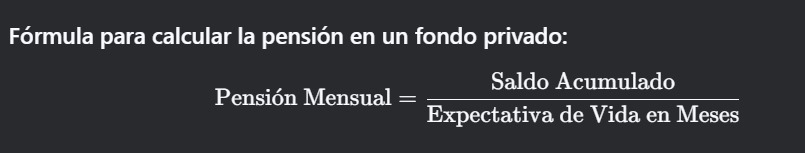 Fórmula para calcular la pensión en un fondo privado:
Pensión Mensual = Saldo Acumulado / Expectativa de Vida en Meses